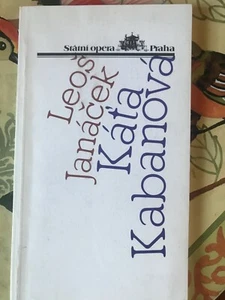 Státní opera Praha
Leoš
Janáček
Káťa
Kabanová